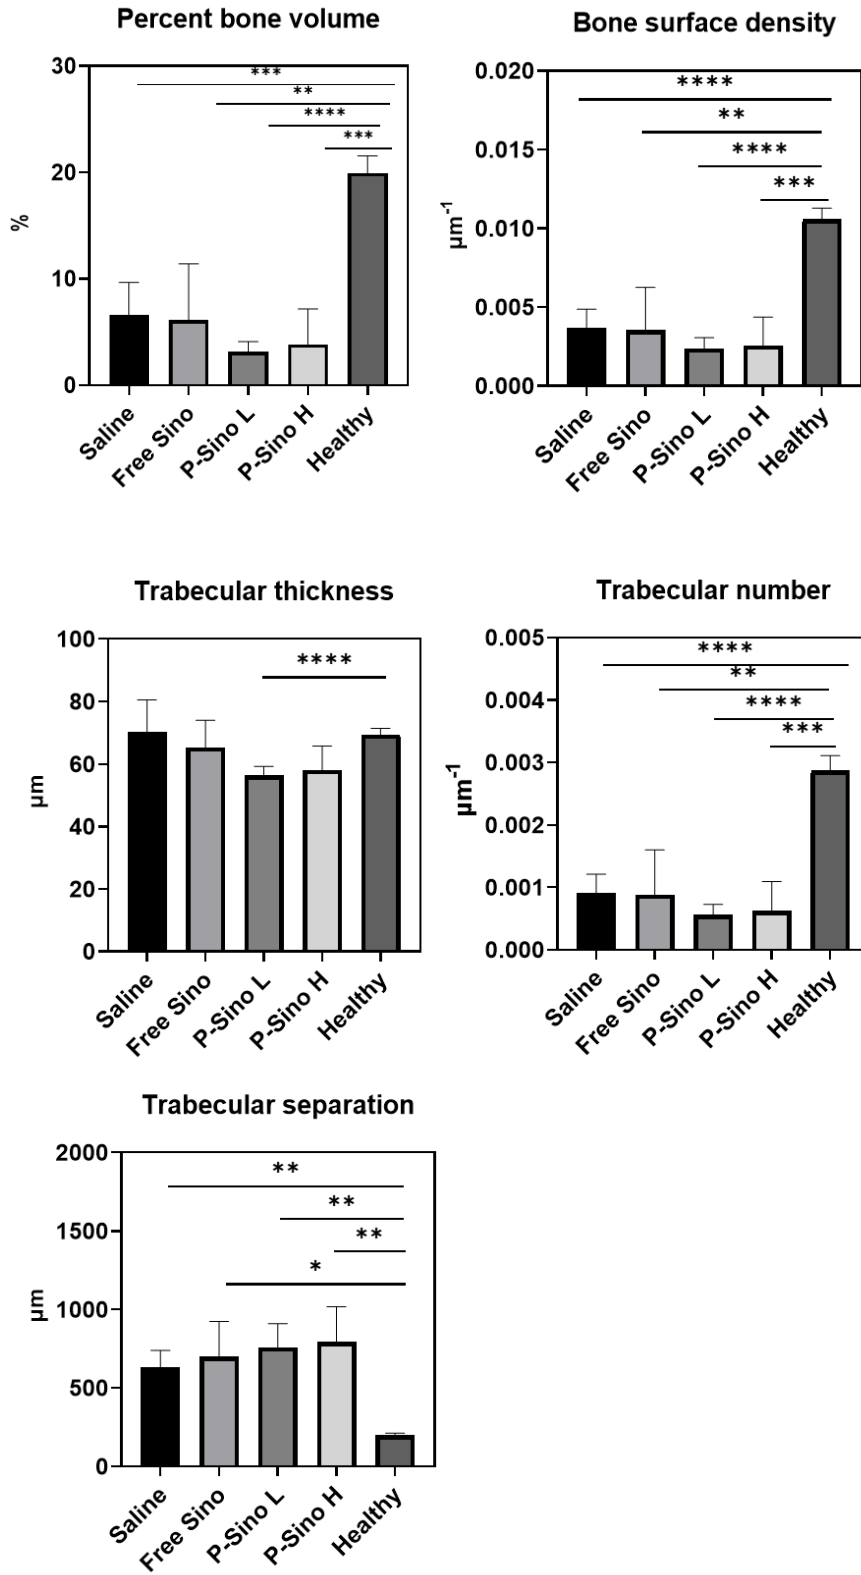 Percent bone volume
30
20
10
0
%
***
**
****
***
Saline
Free Sino
P-Sino L
P-Sino H
Healthy
Bone surface density
0.020
0.015
0.010
0.005
0.000
µm⁻¹
****
**
****
***
Saline
Free Sino
P-Sino L
P-Sino H
Healthy
Trabecular thickness
100
80
60
40
20
0
µm
****
Saline
Free Sino
P-Sino L
P-Sino H
Healthy
Trabecular number
0.005
0.004
0.003
0.002
0.001
0.000
µm⁻¹
****
**
****
***
Saline
Free Sino
P-Sino L
P-Sino H
Healthy
Trabecular separation
2000
1500
1000
500
0
µm
**
**
**
*
Saline
Free Sino
P-Sino L
P-Sino H
Healthy